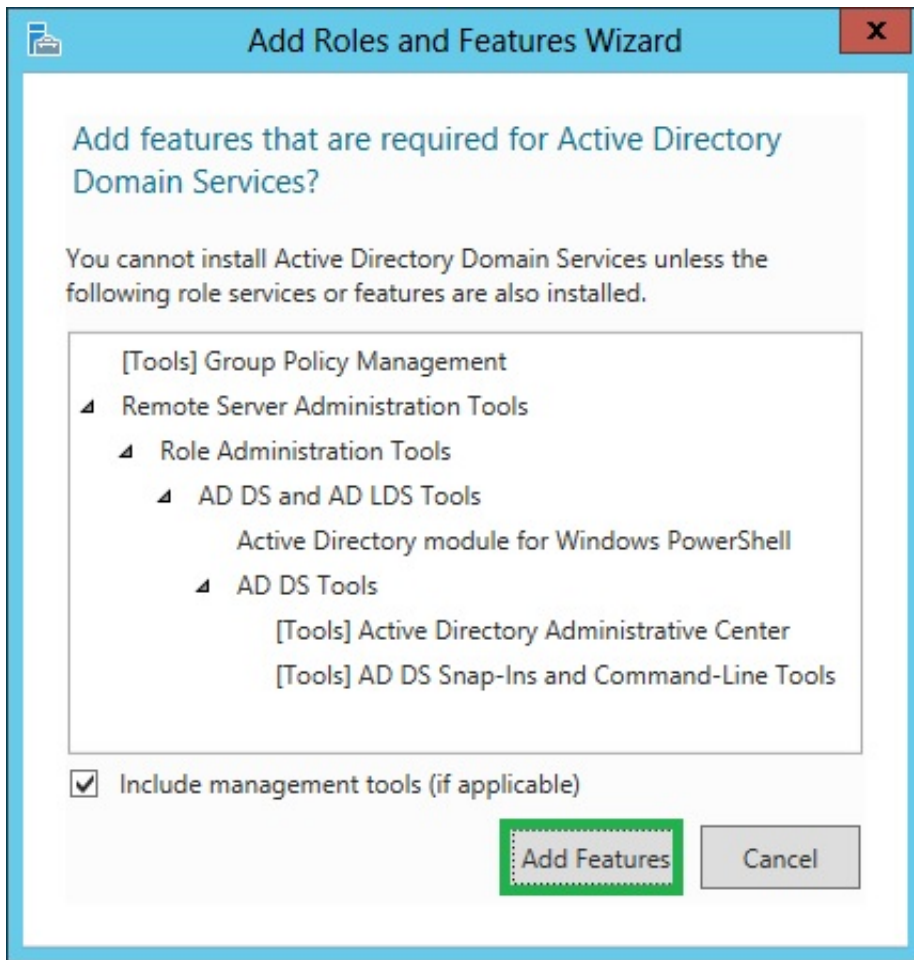 Add Roles and Features Wizard
x
Add features that are required for Active Directory
Domain Services?
You cannot install Active Directory Domain Services unless the
following role services or features are also installed.
[Tools] Group Policy Management
Remote Server Administration Tools
Role Administration Tools
AD DS and AD LDS Tools
Active Directory module for Windows PowerShell
AD DS Tools
[Tools] Active Directory Administrative Center
[Tools] AD DS Snap-Ins and Command-Line Tools
Include management tools (if applicable)
Add Features
Cancel